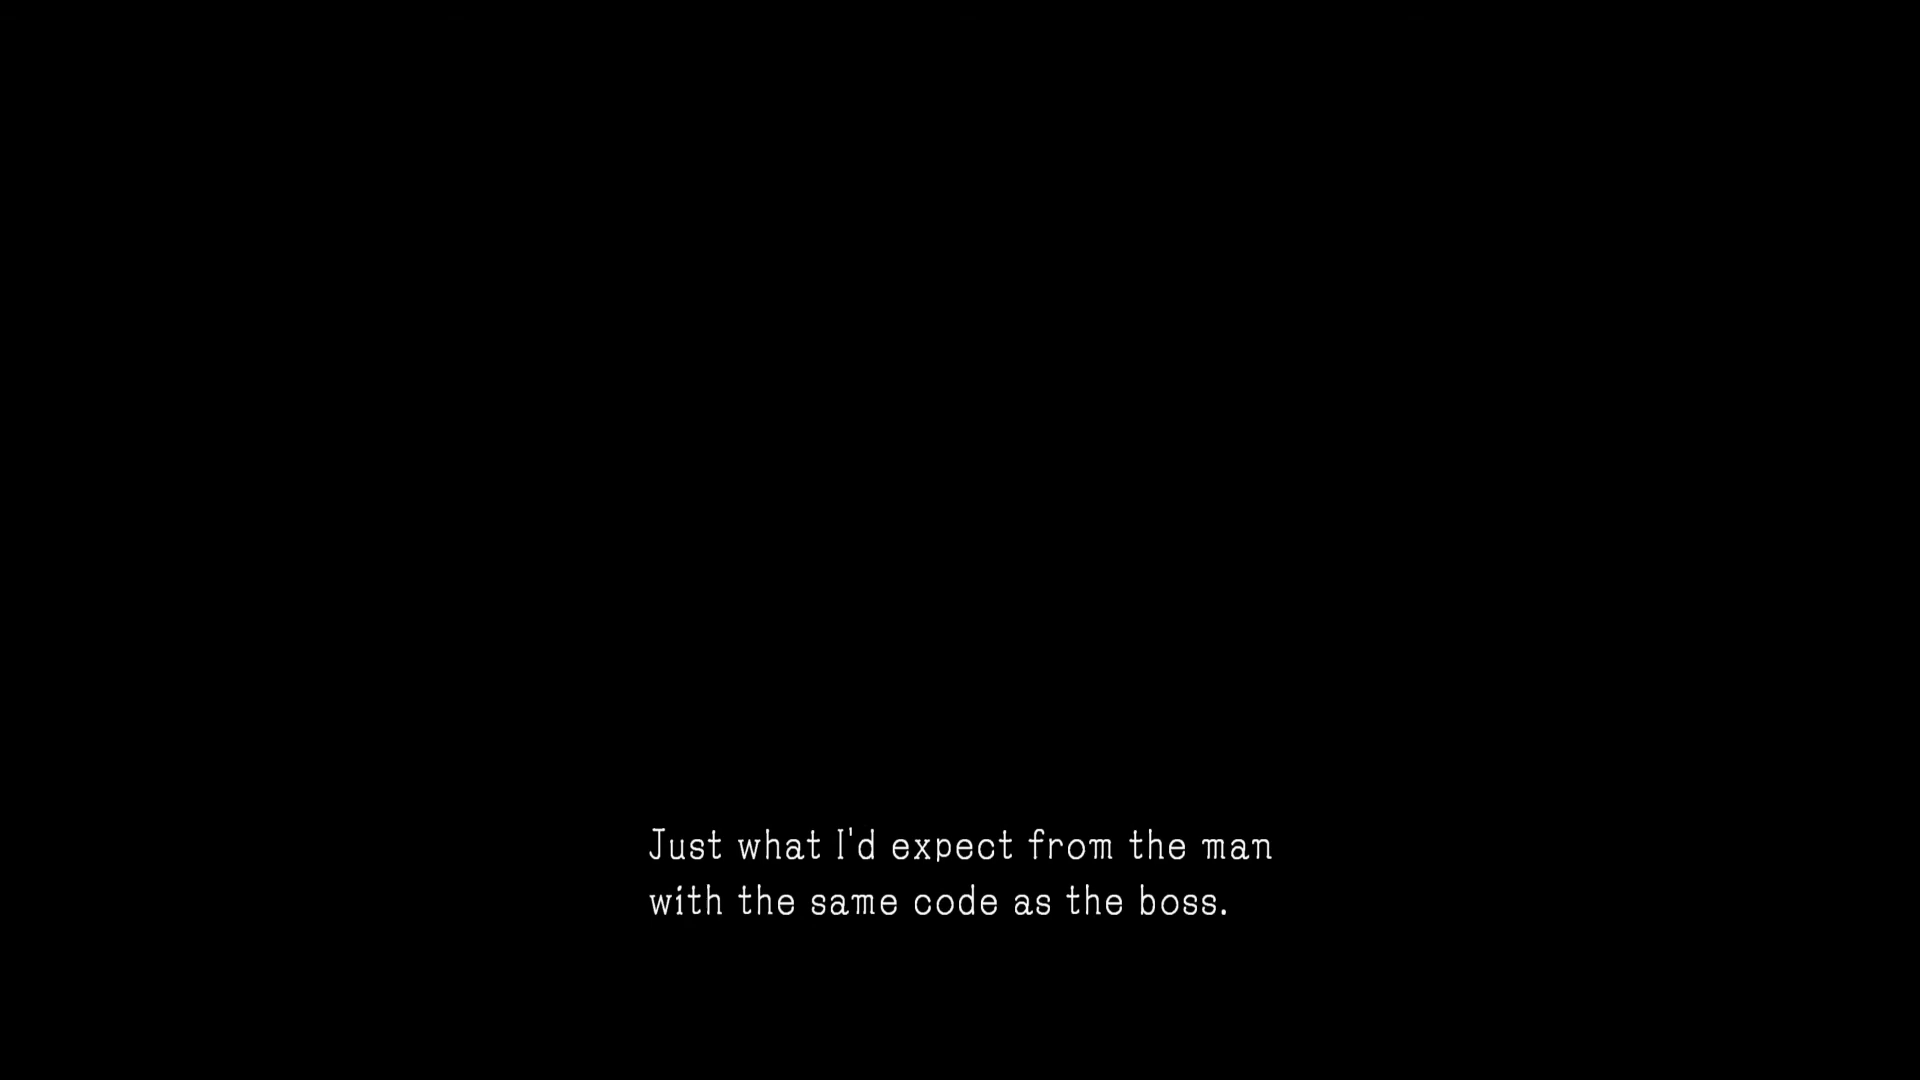 Just what I'd expect from the man
with the same code as the boss.